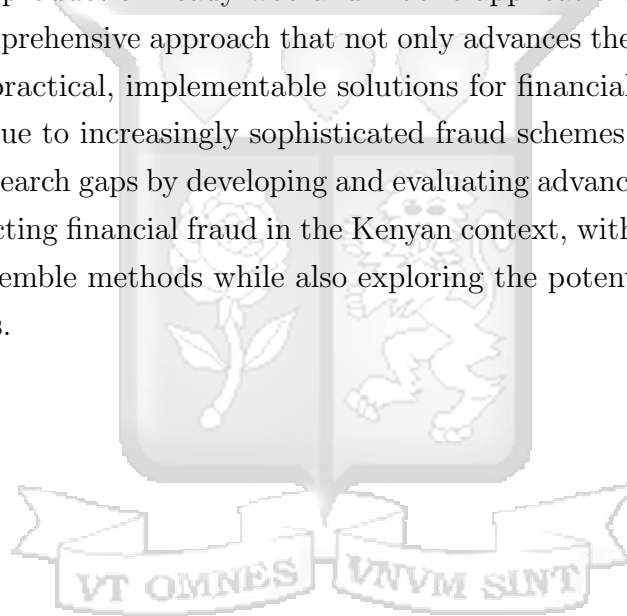 prehensive approach that not only advances the
practical, implementable solutions for financial
ue to increasingly sophisticated fraud schemes
earch gaps by developing and evaluating advanc
cting financial fraud in the Kenyan context, with
emble methods while also exploring the potent
s.
VT OMNES VNVM SINT